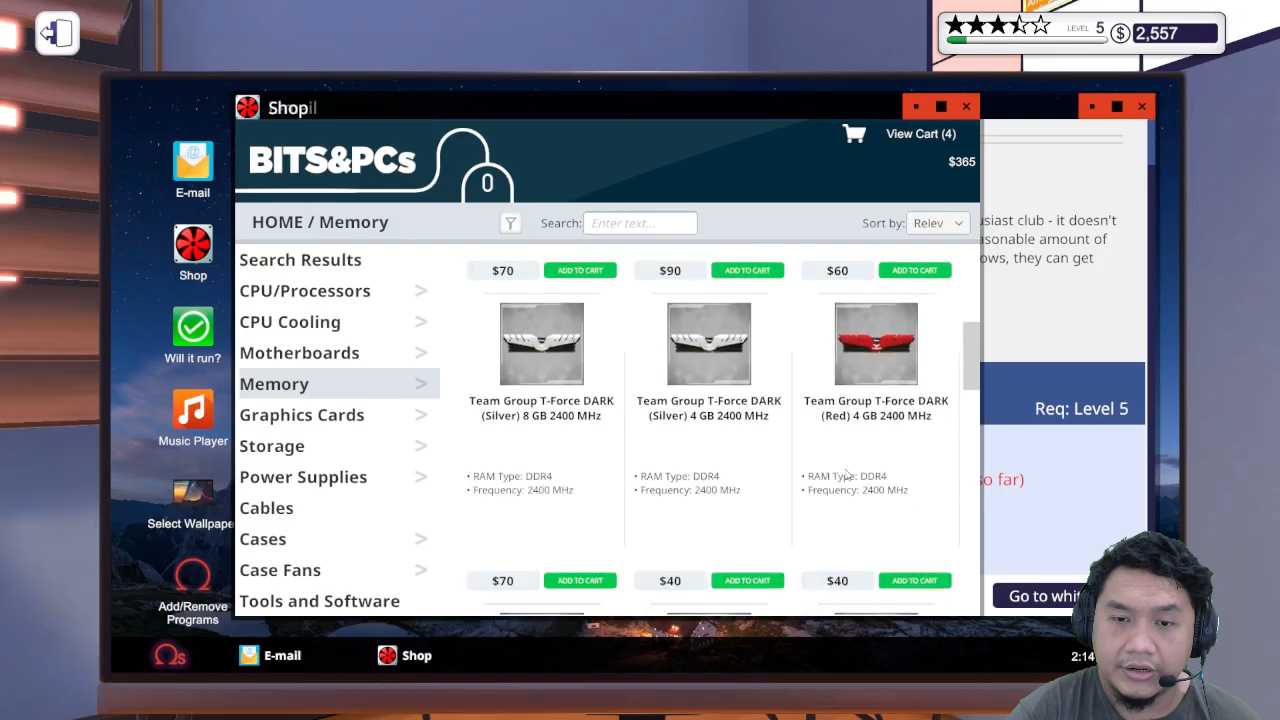 LEVEL 5 $ 2,557
Shop
BITS&PCs
View Cart (4)
$365
HOME / Memory
Search: Enter text...
Sort by: Relev
Search Results
CPU/Processors >
CPU Cooling >
Motherboards >
Memory >
Graphics Cards >
Storage >
Power Supplies >
Cables
Cases >
Case Fans >
Tools and Software
$70 ADD TO CART
$90 ADD TO CART
$60 ADD TO CART
Team Group T-Force DARK
(Silver) 8 GB 2400 MHz
• RAM Type: DDR4
• Frequency: 2400 MHz
$70 ADD TO CART
Team Group T-Force DARK
(Silver) 4 GB 2400 MHz
• RAM Type: DDR4
• Frequency: 2400 MHz
$40 ADD TO CART
Team Group T-Force DARK
(Red) 4 GB 2400 MHz
• RAM Type: DDR4
• Frequency: 2400 MHz
$40 ADD TO CART
E-mail
Shop
Will it run?
Music Player
Select Wallpape
Add/Remove
Programs
usiast club - it doesn't
asonable amount of
ows, they can get
Req: Level 5
so far)
Go to whi
Ωs
E-mail
Shop
2:14